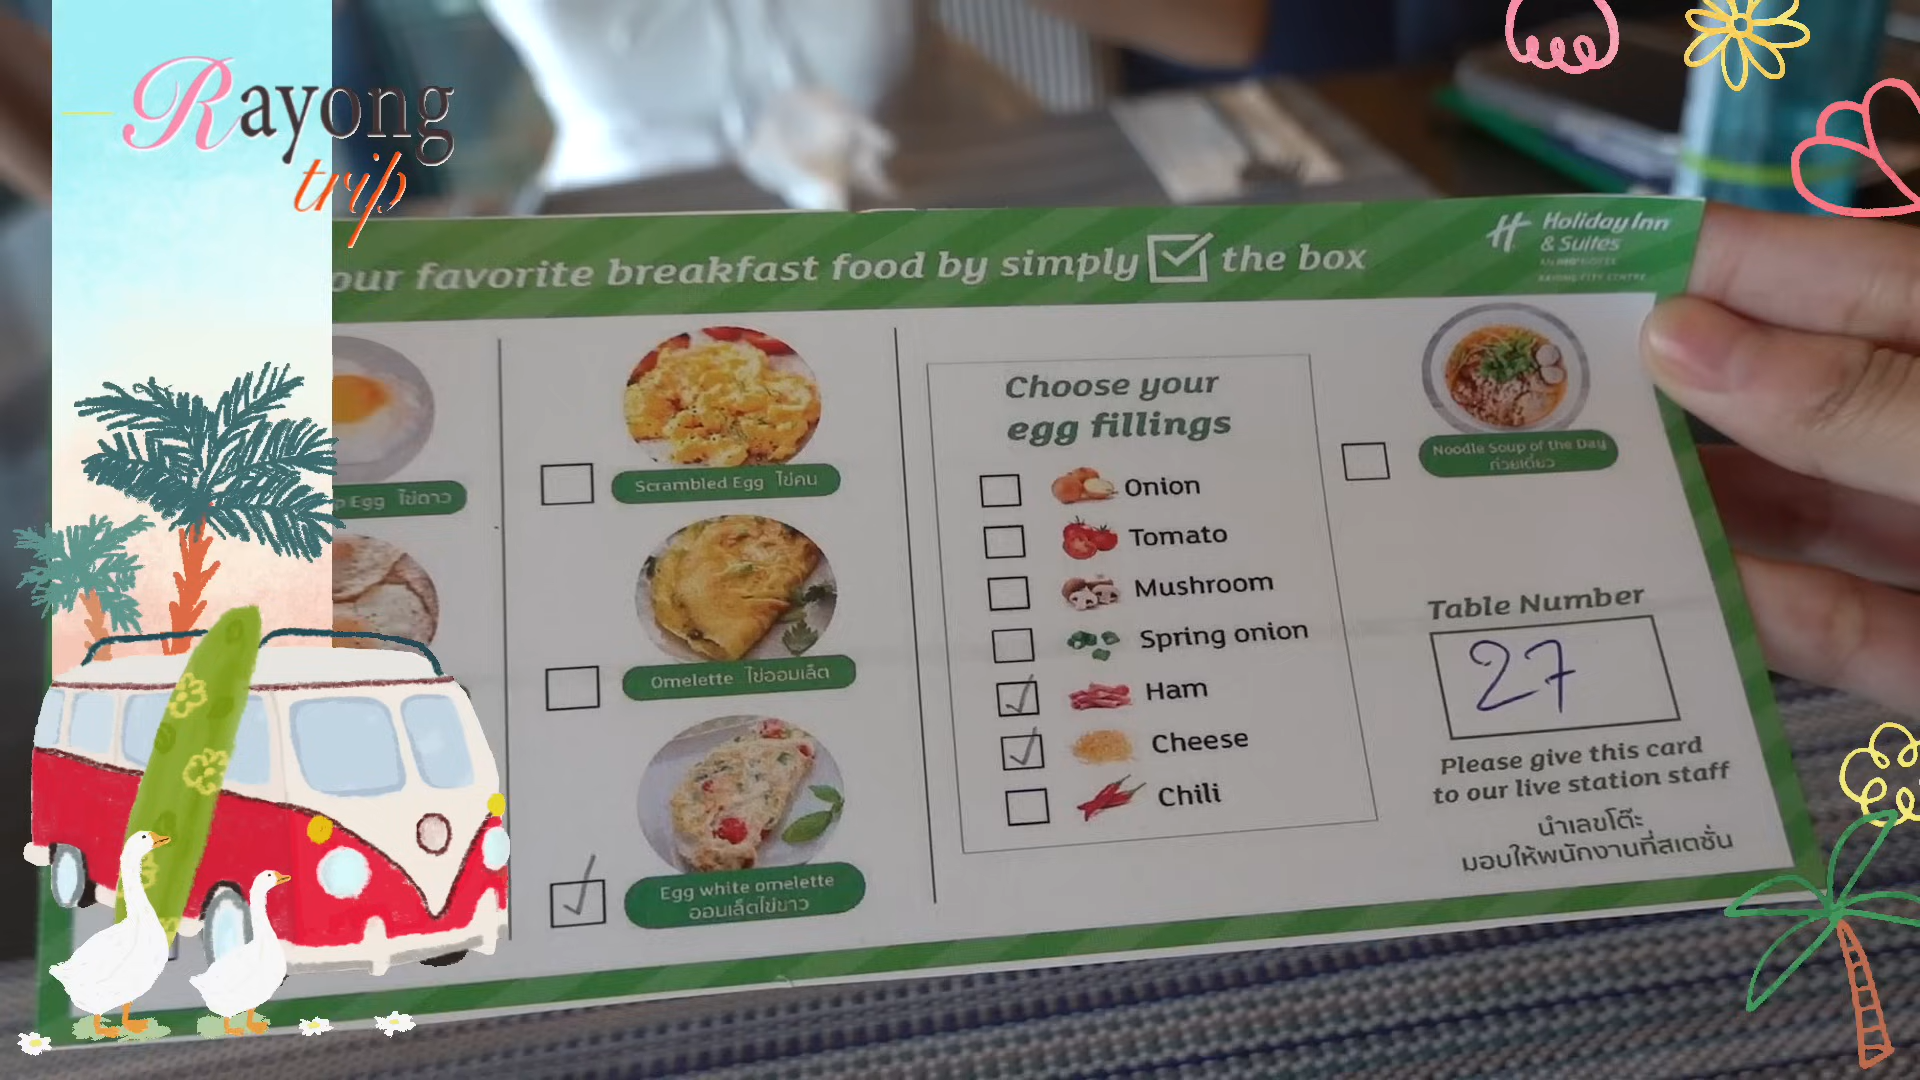 Rayong
trip
our favorite breakfast food by simply the box
Holiday Inn
& Suites
RAYONG CITY CENTRE
Egg ไข่ดาว
Scrambled Egg ไข่คน
Omelette ไข่ออมเล็ต
Egg white omelette
ออมเล็ตไข่ขาว
Choose your
egg fillings
Onion
Tomato
Mushroom
Spring onion
Ham
Cheese
Chili
Noodle Soup of the Day
ก๋วยเตี๋ยว
Table Number
27
Please give this card
to our live station staff
นำเลขโต๊ะ
มอบให้พนักงานที่สเตชั่น